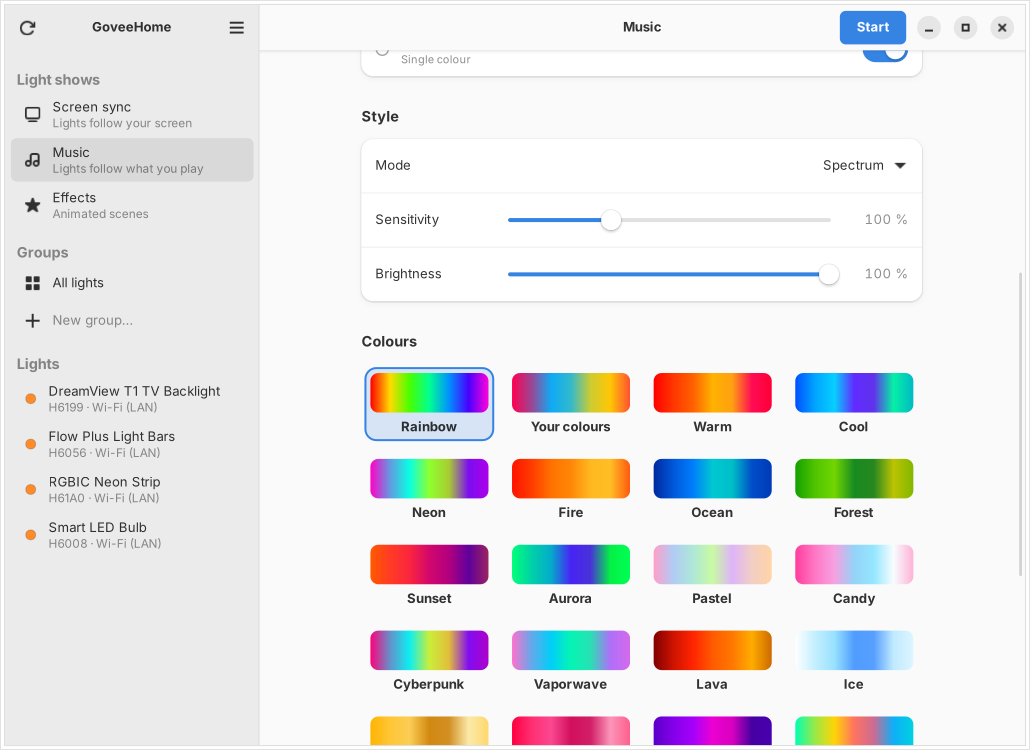 GoveeHome
Music
Start
Light shows
Screen sync
Lights follow your screen
Music
Lights follow what you play
Effects
Animated scenes
Groups
All lights
New group...
Lights
DreamView T1 TV Backlight
H6199 · Wi-Fi (LAN)
Flow Plus Light Bars
H6056 · Wi-Fi (LAN)
RGBIC Neon Strip
H61A0 · Wi-Fi (LAN)
Smart LED Bulb
H6008 · Wi-Fi (LAN)
Single colour
Style
Mode
Spectrum
Sensitivity
100 %
Brightness
100 %
Colours
Rainbow
Your colours
Warm
Cool
Neon
Fire
Ocean
Forest
Sunset
Aurora
Pastel
Candy
Cyberpunk
Vaporwave
Lava
Ice